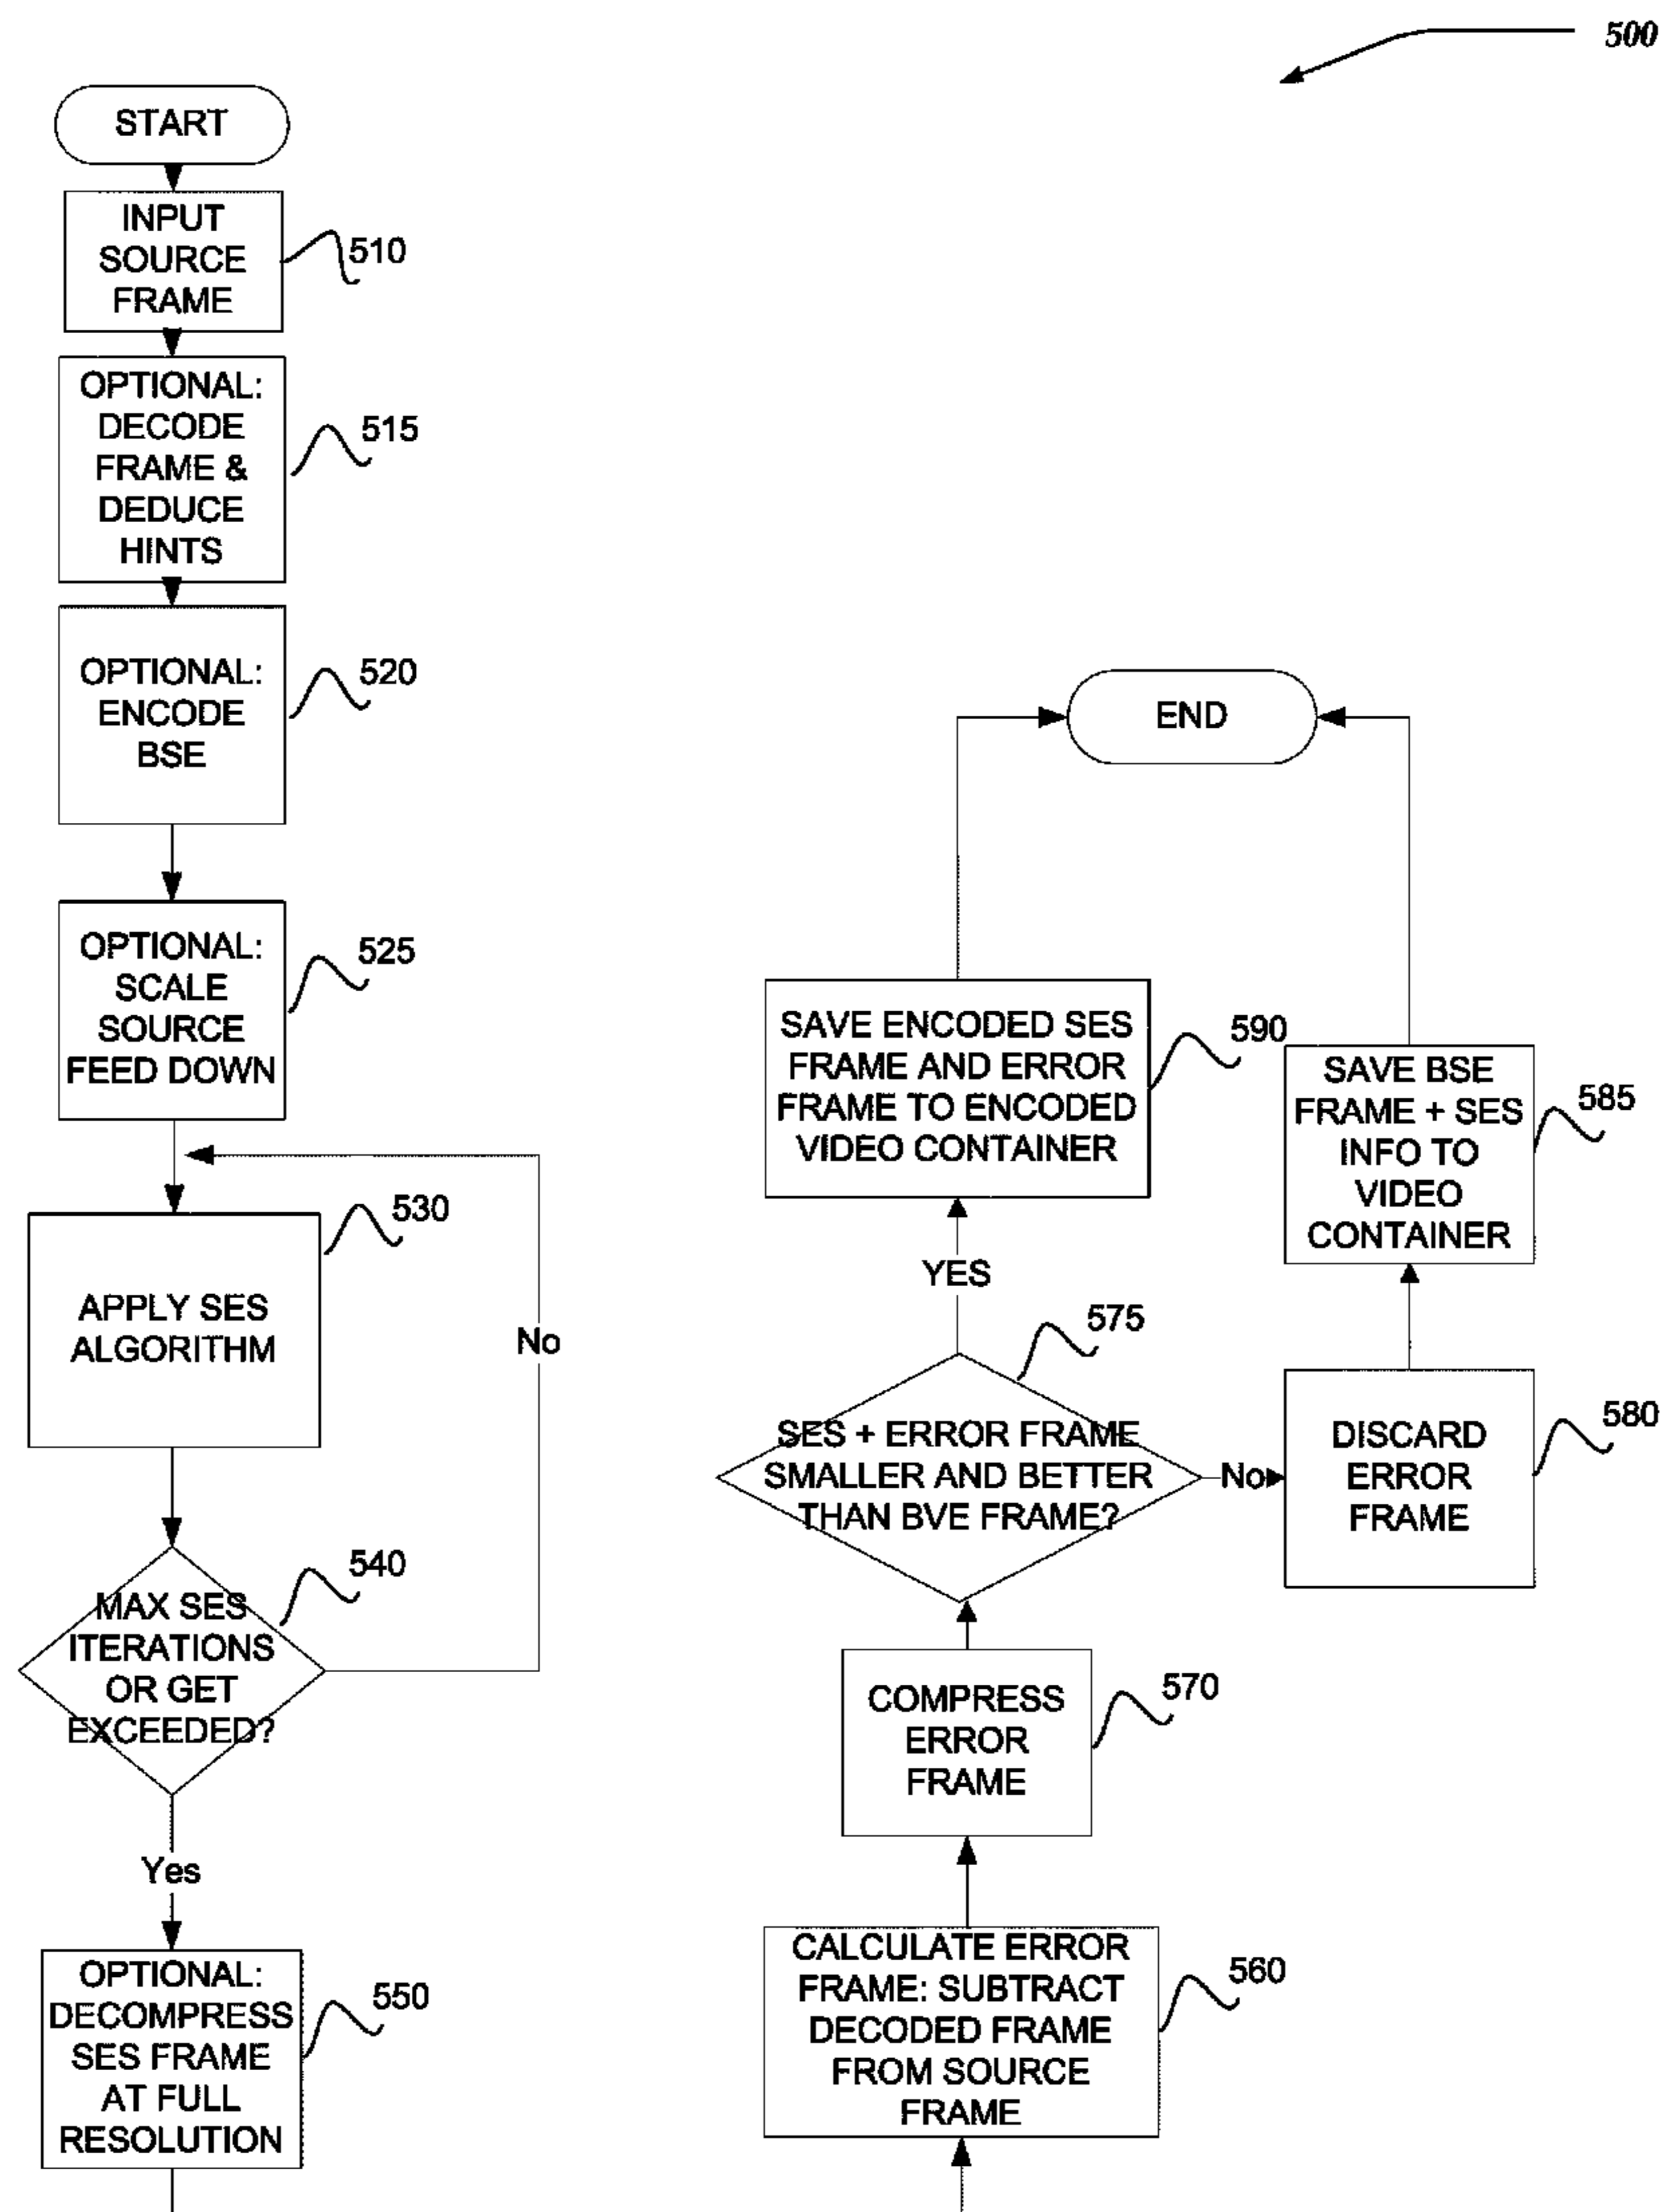 500
START
INPUT
SOURCE
FRAME
510
OPTIONAL:
DECODE
FRAME &
DEDUCE
HINTS
515
OPTIONAL:
ENCODE
BSE
520
OPTIONAL:
SCALE
SOURCE
FEED DOWN
525
APPLY SES
ALGORITHM
530
No
MAX SES
ITERATIONS
OR GET
EXCEEDED?
540
Yes
OPTIONAL:
DECOMPRESS
SES FRAME
AT FULL
RESOLUTION
550
CALCULATE ERROR
FRAME: SUBTRACT
DECODED FRAME
FROM SOURCE
FRAME
560
COMPRESS
ERROR
FRAME
570
SES + ERROR FRAME
SMALLER AND BETTER
THAN BVE FRAME?
575
No
DISCARD
ERROR
FRAME
580
SAVE BSE
FRAME + SES
INFO TO
VIDEO
CONTAINER
585
YES
SAVE ENCODED SES
FRAME AND ERROR
FRAME TO ENCODED
VIDEO CONTAINER
590
END